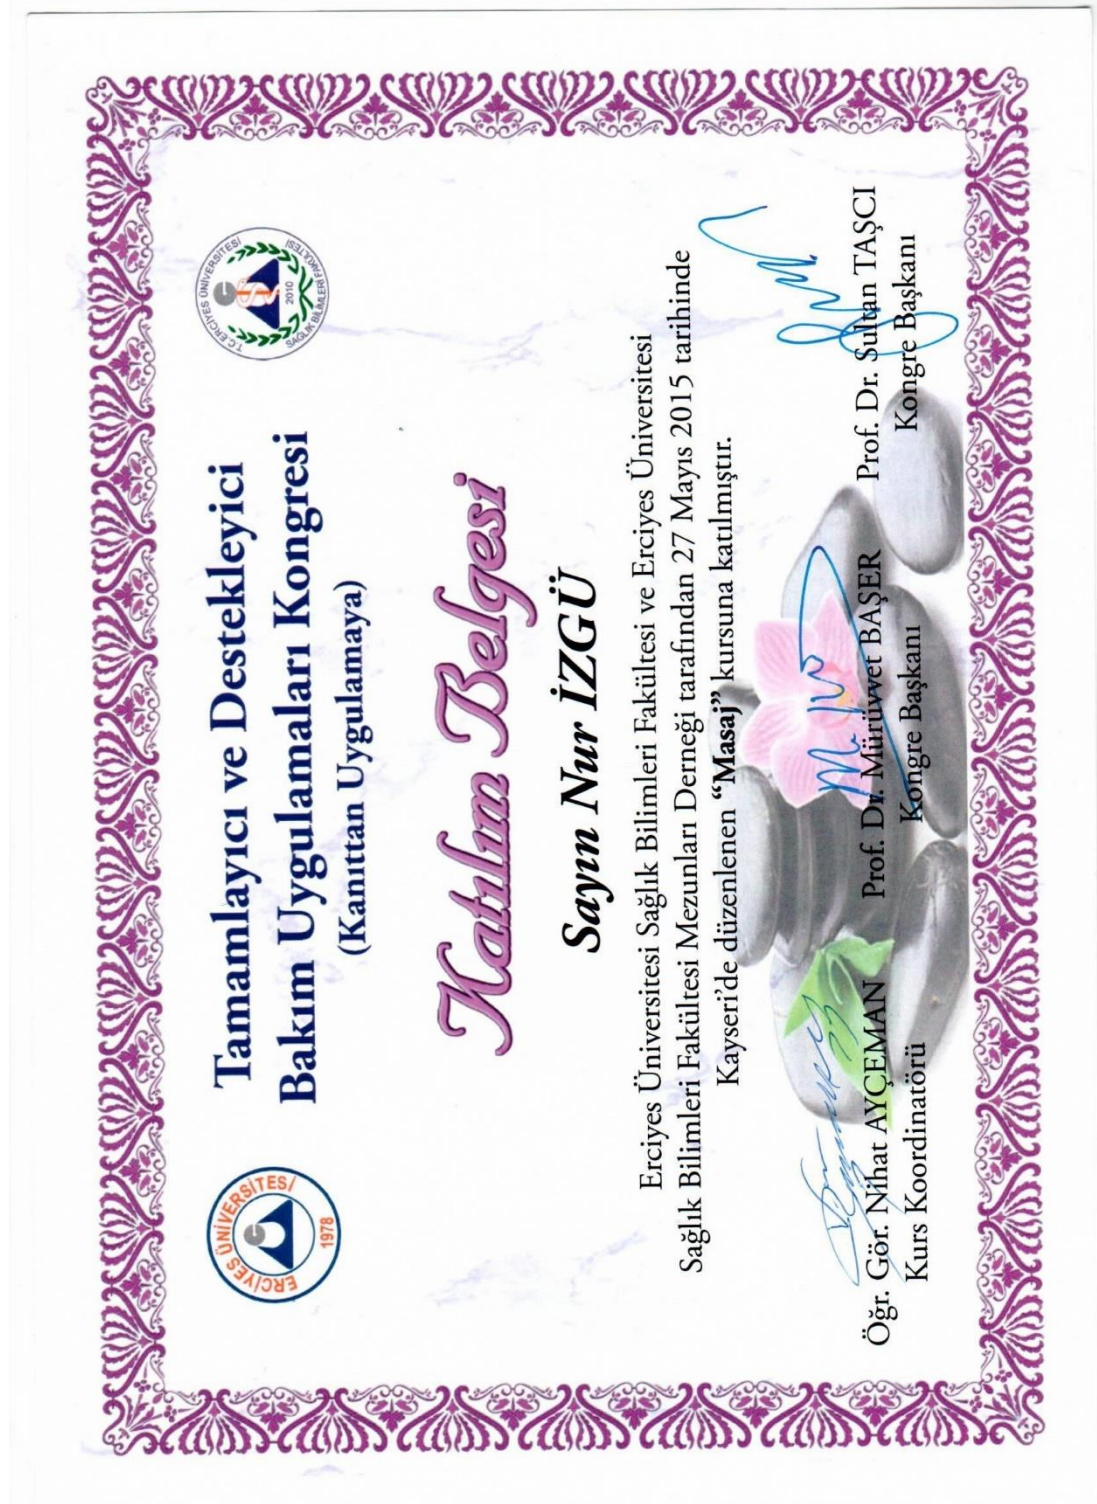 ERCİYES ÜNİVERSİTESİ
1978
T.C. ERCİYES ÜNİVERSİTESİ
2010
SAĞLIK BİLİMLERİ FAKÜLTESİ
Tamamlayıcı ve Destekleyici
Bakım Uygulamaları Kongresi
(Kanıttan Uygulamaya)
Katılım Belgesi
Sayın Nur İZGÜ
Erciyes Üniversitesi Sağlık Bilimleri Fakültesi ve Erciyes Üniversitesi
Sağlık Bilimleri Fakültesi Mezunları Derneği tarafından 27 Mayıs 2015 tarihinde
Kayseri'de düzenlenen “Masaj” kursuna katılmıştır.
Öğr. Gör. Nihat AYÇEMAN Prof. Dr. Mürüvvet BAŞER Prof. Dr. Sultan TAŞCI
Kurs Koordinatörü Kongre Başkanı Kongre Başkanı